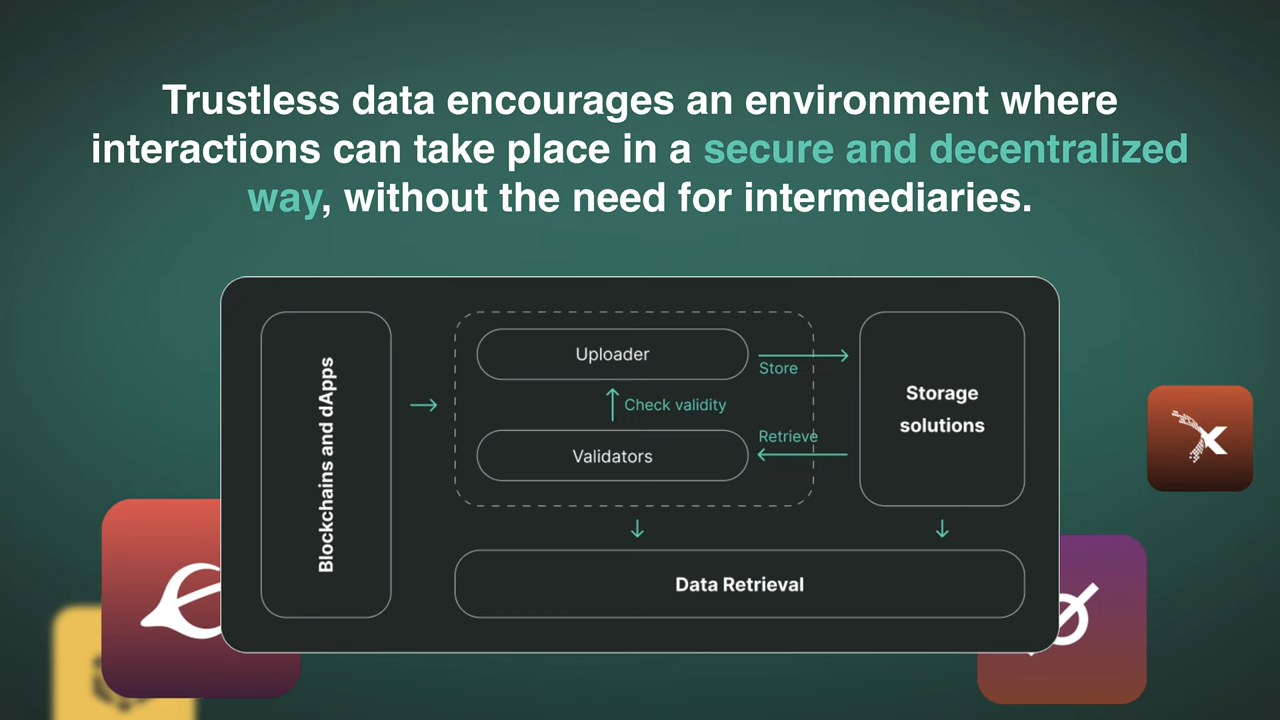 Trustless data encourages an environment where
interactions can take place in a secure and decentralized
way, without the need for intermediaries.
Blockchains and dApps
Uploader
Store
Check validity
Retrieve
Validators
Storage
solutions
Data Retrieval